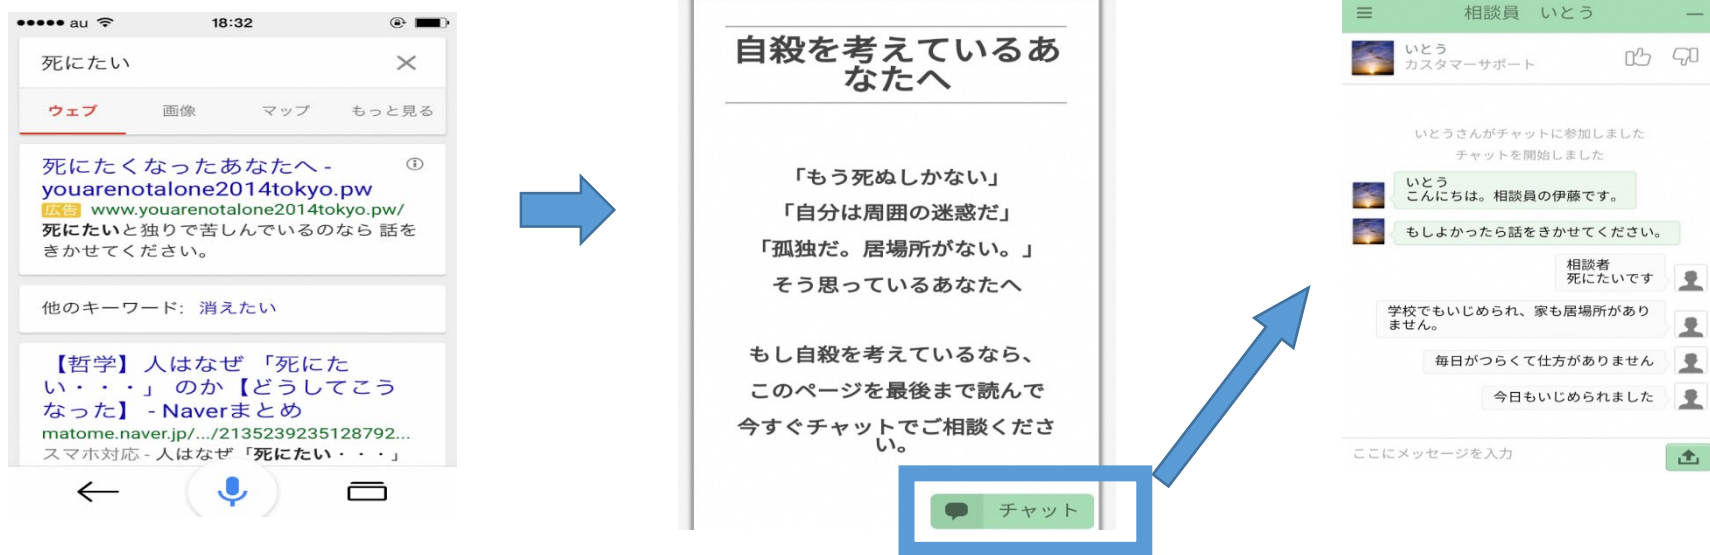 au 18:32
死にたい
ウェブ 画像 マップ もっと見る
死にたくなったあなたへ -
youarenotalone2014tokyo.pw
広告 www.youarenotalone2014tokyo.pw/
死にたいと独りで苦しんでいるのなら 話を
きかせてください。
他のキーワード: 消えたい
【哲学】人はなぜ 「死にた
い・・・」 のか【どうしてこう
なった】 - Naverまとめ
matome.naver.jp/.../2135239235128792...
スマホ対応 - 人はなぜ「死にたい・・・」
自殺を考えているあ
なたへ
「もう死ぬしかない」
「自分は周囲の迷惑だ」
「孤独だ。居場所がない。」
そう思っているあなたへ
もし自殺を考えているなら、
このページを最後まで読んで
今すぐチャットでご相談くださ
い。
チャット
相談員 いとう
いとう
カスタマーサポート
いとうさんがチャットに参加しました
チャットを開始しました
いとう
こんにちは。相談員の伊藤です。
もしよかったら話をきかせてください。
相談者
死にたいです
学校でもいじめられ、家も居場所があり
ません。
毎日がつらくて仕方がありません
今日もいじめられました
ここにメッセージを入力